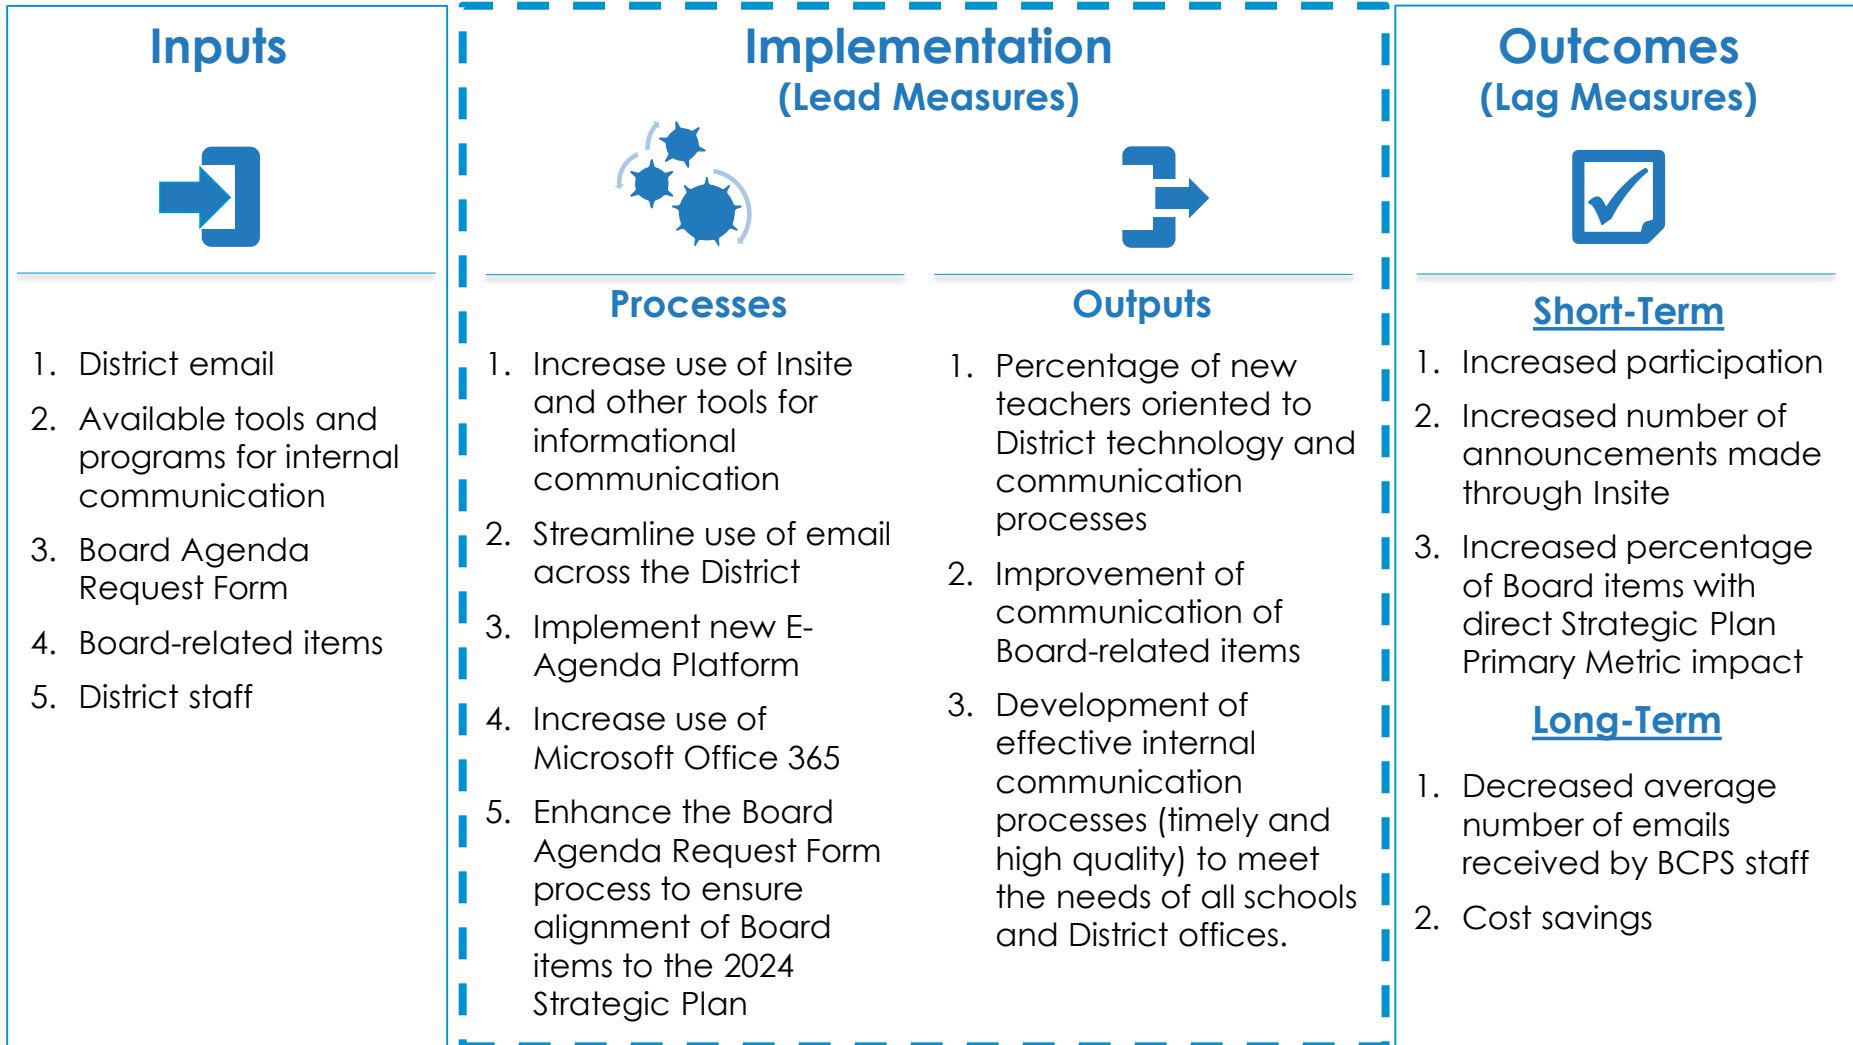 Inputs
1. District email
2. Available tools and
programs for internal
communication
3. Board Agenda
Request Form
4. Board-related items
5. District staff
Implementation
(Lead Measures)
Processes
1. Increase use of Insite
and other tools for
informational
communication
2. Streamline use of email
across the District
3. Implement new E-
Agenda Platform
4. Increase use of
Microsoft Office 365
5. Enhance the Board
Agenda Request Form
process to ensure
alignment of Board
items to the 2024
Strategic Plan
Outputs
1. Percentage of new
teachers oriented to
District technology and
communication
processes
2. Improvement of
communication of
Board-related items
3. Development of
effective internal
communication
processes (timely and
high quality) to meet
the needs of all schools
and District offices.
Outcomes
(Lag Measures)
Short-Term
1. Increased participation
2. Increased number of
announcements made
through Insite
3. Increased percentage
of Board items with
direct Strategic Plan
Primary Metric impact
Long-Term
1. Decreased average
number of emails
received by BCPS staff
2. Cost savings